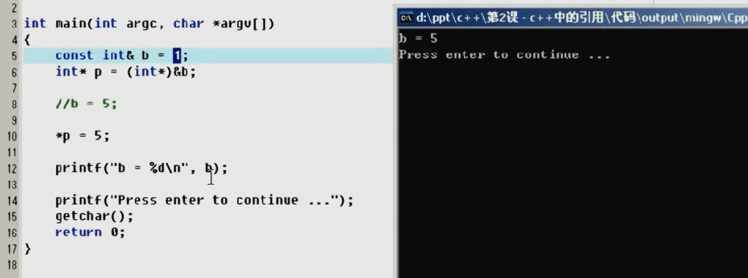 2
3 int main(int argc, char *argv[])
4 {
5 const int& b = 1;
6 int* p = (int*)&b;
7
8 //b = 5;
9
10 *p = 5;
11
12 printf("b = %d\n", b);
13
14 printf("Press enter to continue ...");
15 getchar();
16 return 0;
17 }
18
d:\ppt\c++\第2课 - c++中的引用\代码\output\mingw\Cpp
b = 5
Press enter to continue ...